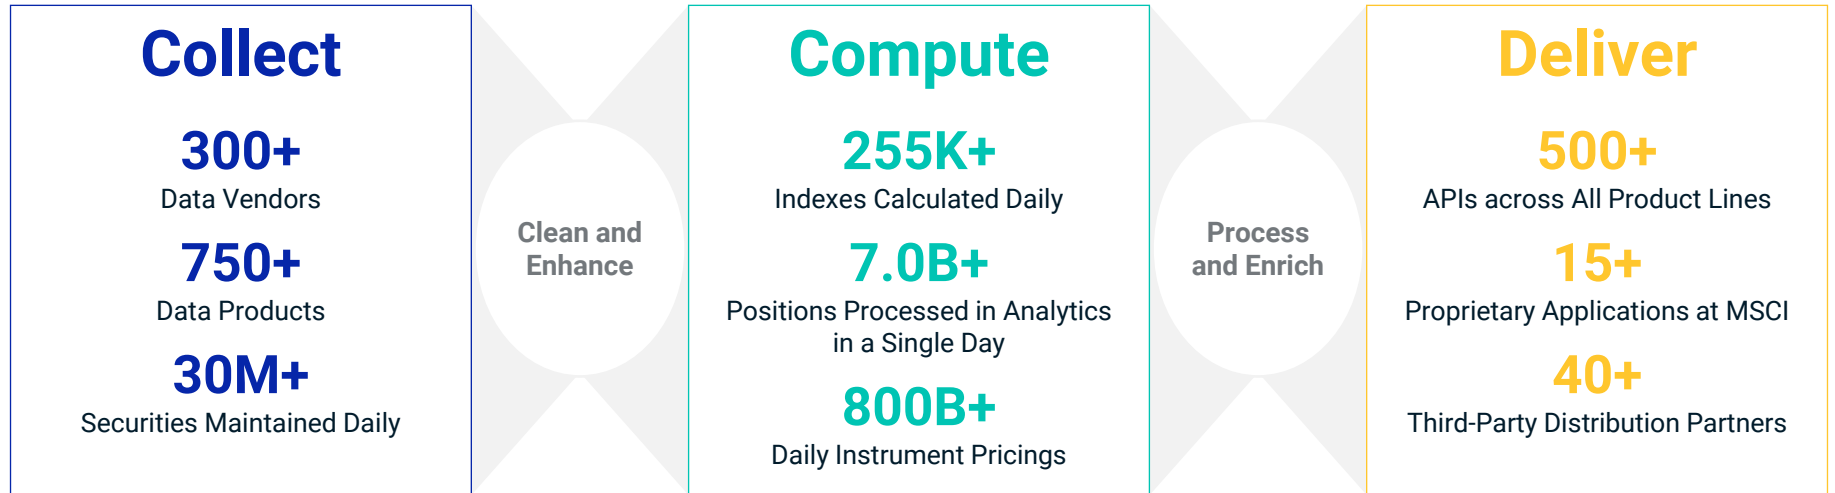 Collect
300+
Data Vendors
750+
Data Products
30M+
Securities Maintained Daily
Clean and
Enhance
Compute
255K+
Indexes Calculated Daily
7.0B+
Positions Processed in Analytics
in a Single Day
800B+
Daily Instrument Pricings
Process
and Enrich
Deliver
500+
APIs across All Product Lines
15+
Proprietary Applications at MSCI
40+
Third-Party Distribution Partners